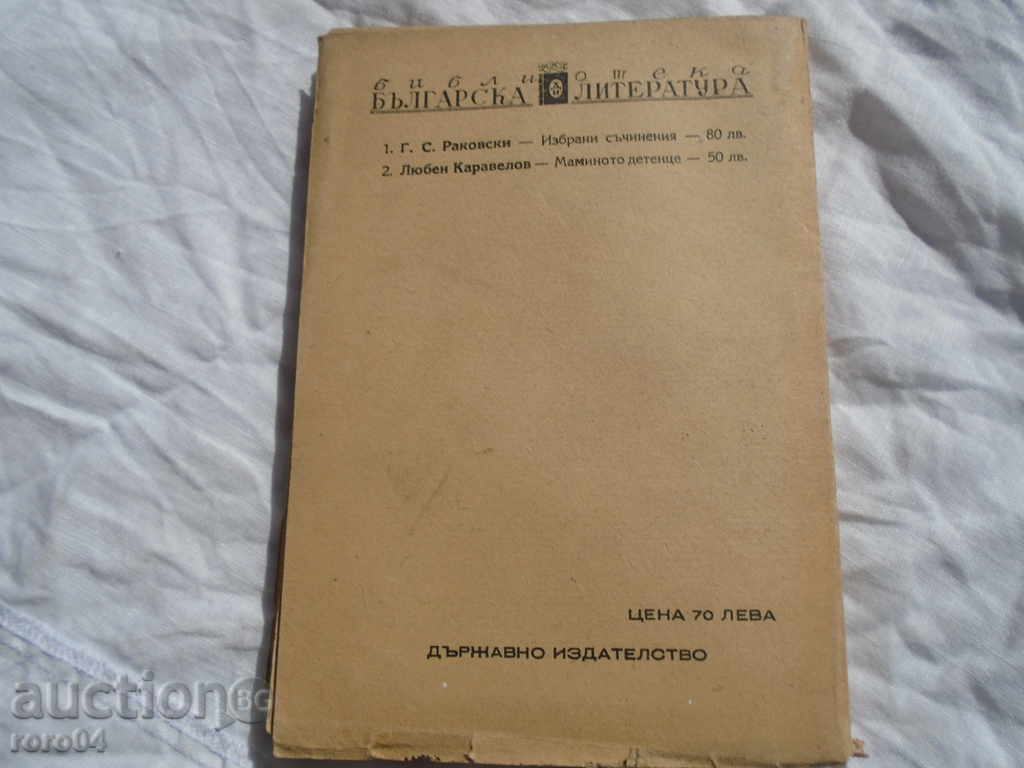 библиотека
БЪЛГАРСКА ЛИТЕРАТУРА
1. Г. С. Раковски — Избрани съчинения — 80 лв.
2. Любен Каравелов — Маминото детенце — 50 лв.
ЦЕНА 70 ЛЕВА
ДЪРЖАВНО ИЗДАТЕЛСТВО
auction BG
roro04